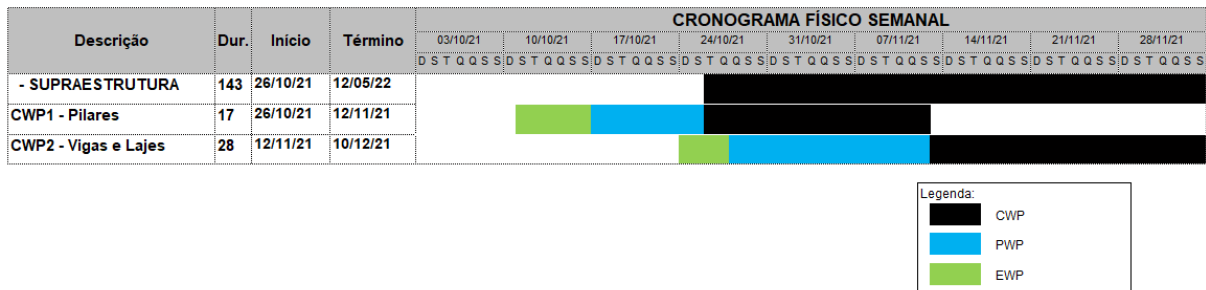 CRONOGRAMA FÍSICO SEMANAL
Descrição Dur. Início Término 03/10/21 10/10/21 17/10/21 24/10/21 31/10/21 07/11/21 14/11/21 21/11/21 28/11/21
D S T Q Q S S D S T Q Q S S D S T Q Q S S D S T Q Q S S D S T Q Q S S D S T Q Q S S D S T Q Q S S D S T Q Q S S D S T Q Q S S
- SUPRAESTRUTURA 143 26/10/21 12/05/22
CWP1 - Pilares 17 26/10/21 12/11/21
CWP2 - Vigas e Lajes 28 12/11/21 10/12/21
Legenda:
CWP
PWP
EWP